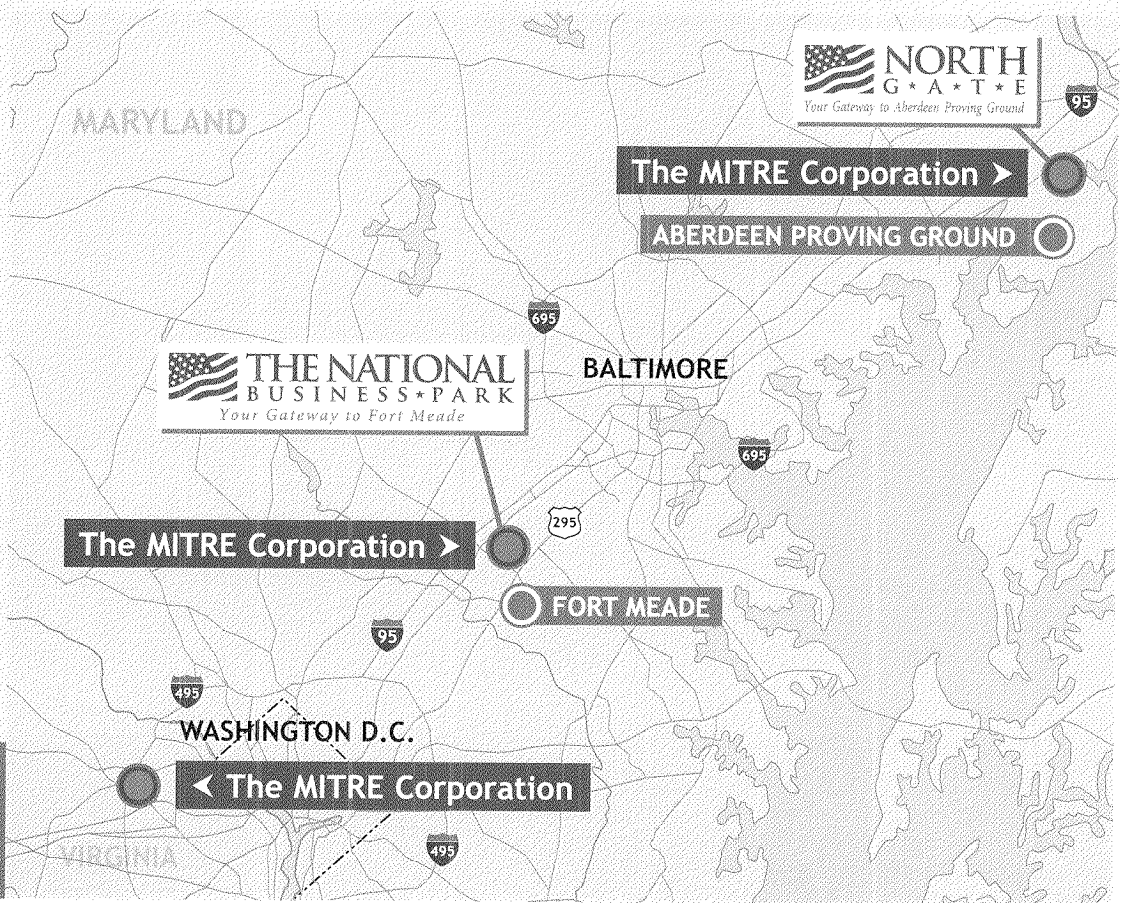 NORTH
G★A★T★E
Your Gateway to Aberdeen Proving Ground
95
MARYLAND
The MITRE Corporation ➤
ABERDEEN PROVING GROUND
695
BALTIMORE
THE NATIONAL
BUSINESS★PARK
Your Gateway to Fort Meade
695
295
The MITRE Corporation ➤
FORT MEADE
95
495
WASHINGTON D.C.
The MITRE Corporation
495
VIRGINIA